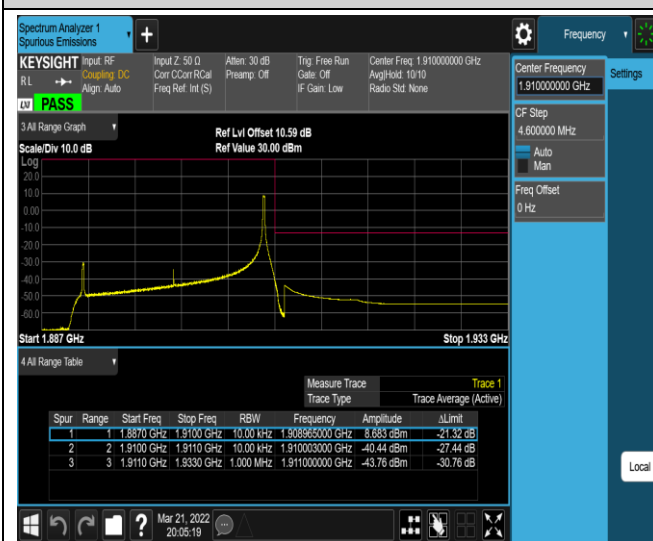 Spectrum Analyzer 1
Spurious Emissions
Frequency
KEYSIGHT
RL
Input: RF
Coupling: DC
Align: Auto
Input Z: 50 Ω
Corr CCorr RCal
Freq Ref: Int (S)
Atten: 30 dB
Preamp: Off
Trig: Free Run
Gate: Off
IF Gain: Low
Center Freq: 1.910000000 GHz
Avg|Hold: 10/10
Radio Std: None
PASS
Center Frequency
1.910000000 GHz
Settings
CF Step
4.600000 MHz
Auto
Man
Freq Offset
0 Hz
3 All Range Graph
Scale/Div 10.0 dB
Ref Lvl Offset 10.59 dB
Ref Value 30.00 dBm
Log
20.0
10.0
0.00
-10.0
-20.0
-30.0
-40.0
-50.0
-60.0
Start 1.887 GHz
Stop 1.933 GHz
4 All Range Table
Measure Trace Trace 1
Trace Type Trace Average (Active)
Spur Range Start Freq Stop Freq RBW Frequency Amplitude ΔLimit
1 1 1.8870 GHz 1.9100 GHz 10.00 kHz 1.908965000 GHz 8.683 dBm -21.32 dB
2 2 1.9100 GHz 1.9110 GHz 10.00 kHz 1.910003000 GHz -40.44 dBm -27.44 dB
3 3 1.9110 GHz 1.9330 GHz 1.000 MHz 1.911000000 GHz -43.76 dBm -30.76 dB
Local
Mar 21, 2022
20:05:19